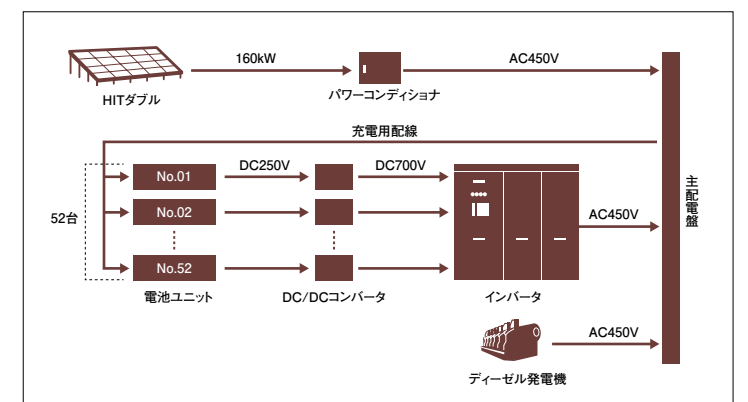 160kW
AC450V
HITダブル
パワーコンディショナ
充電用配線
DC250V
DC700V
No.01
No.02
52台
No.52
AC450V
主配電盤
電池ユニット
DC/DCコンバータ
インバータ
AC450V
ディーゼル発電機